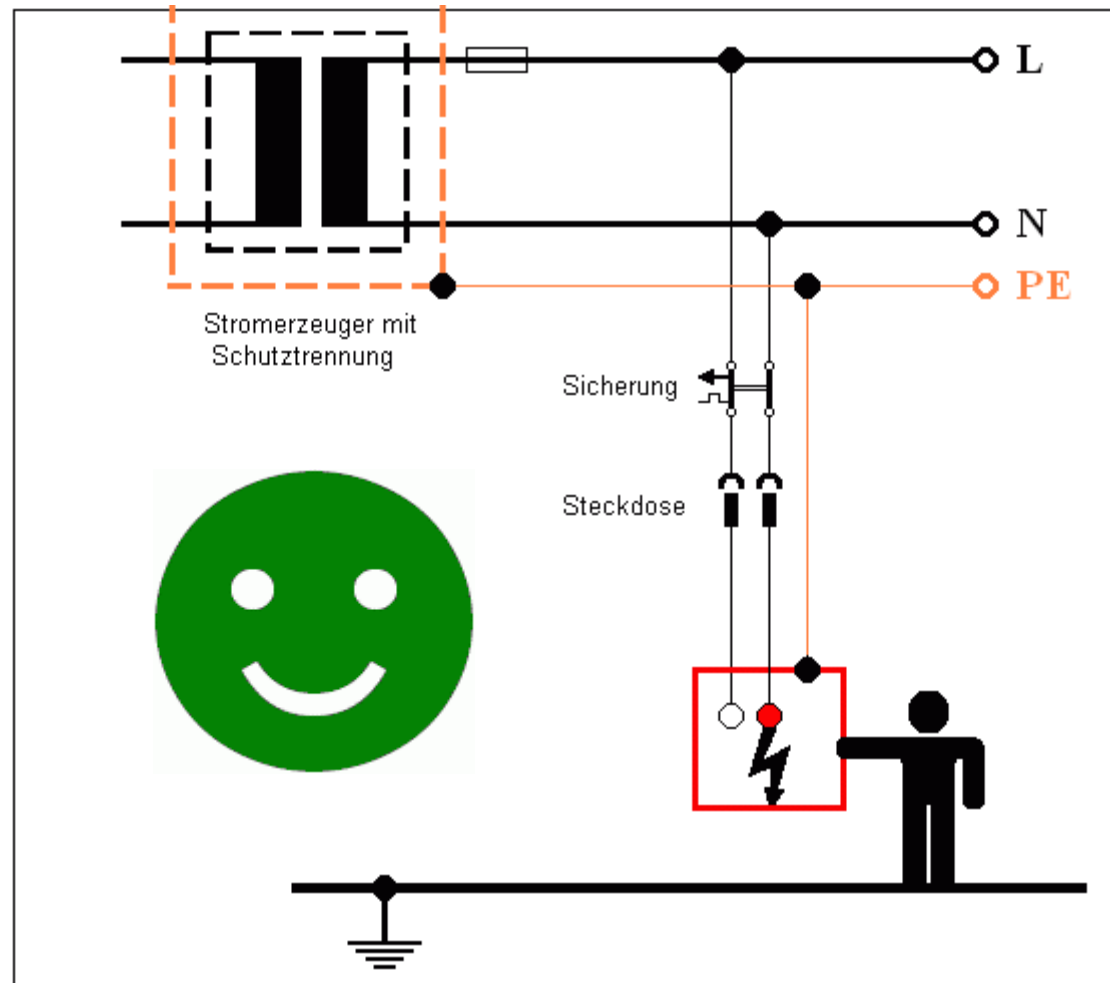 L
N
PE
Stromerzeuger mit
Schutztrennung
Sicherung
Steckdose